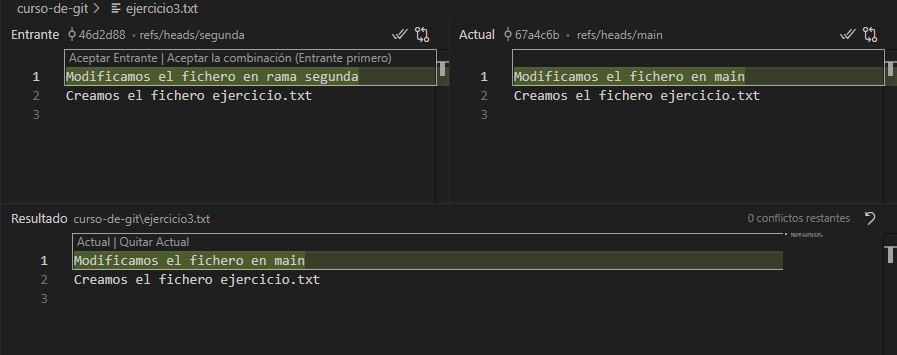 curso-de-git > ejercicio3.txt
Entrante 46d2d88 • refs/heads/segunda
Aceptar Entrante | Aceptar la combinación (Entrante primero)
1 Modificamos el fichero en rama segunda
2 Creamos el fichero ejercicio.txt
3
Actual 67a4c6b • refs/heads/main
1 Modificamos el fichero en main
2 Creamos el fichero ejercicio.txt
3
Resultado curso-de-git\ejercicio3.txt 0 conflictos restantes
Actual | Quitar Actual
1 Modificamos el fichero en main
2 Creamos el fichero ejercicio.txt
3